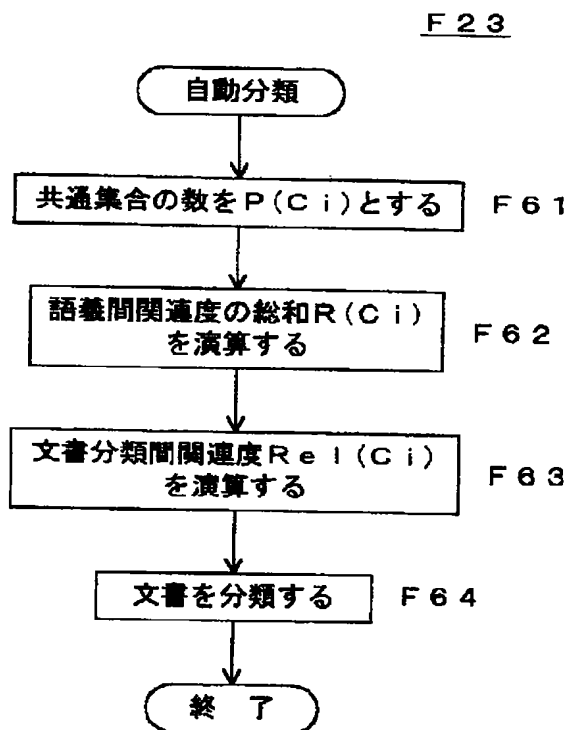 F23
自動分類
共通集合の数をP(Ci)とする
F61
語義間関連度の総和R(Ci)
を演算する
F62
文書分類間関連度Rel(Ci)
を演算する
F63
文書を分類する
F64
終 了